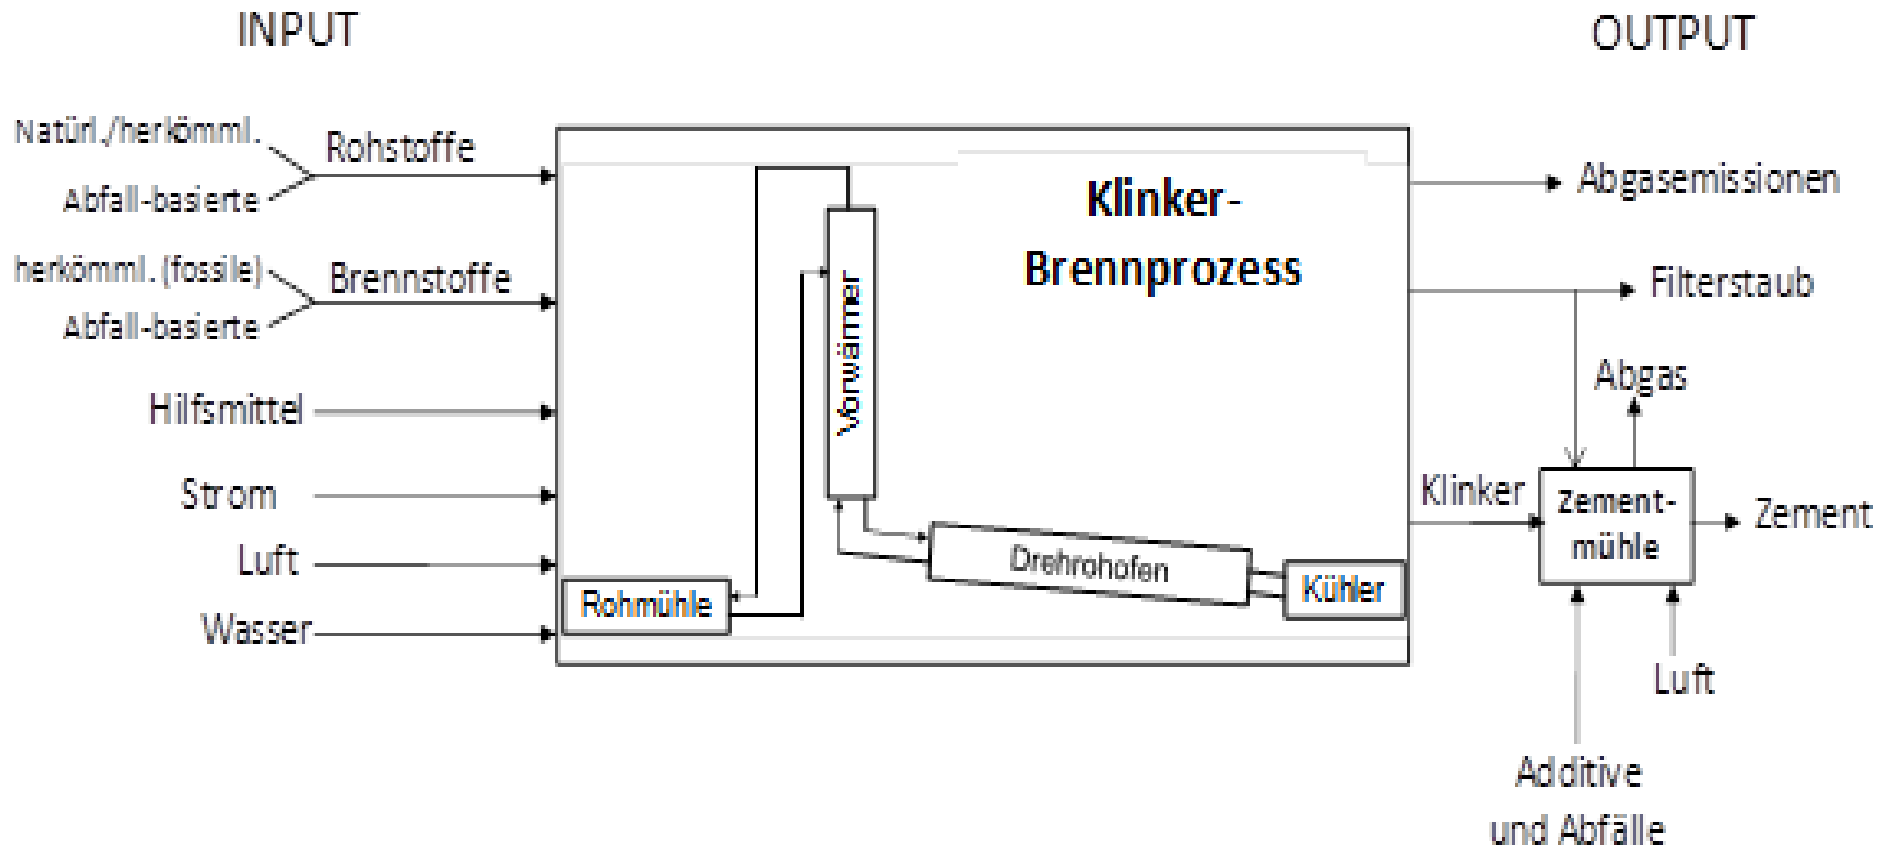 INPUT
OUTPUT
Natürl./herkömml.
Rohstoffe
Abfall-basierte
herkömml. (fossile)
Brennstoffe
Abfall-basierte
Hilfsmittel
Strom
Luft
Wasser
Klinker-
Brennprozess
Vorwärmer
Rohmühle
Drehrohofen
Kühler
Abgasemissionen
Filterstaub
Abgas
Klinker
Zement-
mühle
Zement
Luft
Additive
und Abfälle